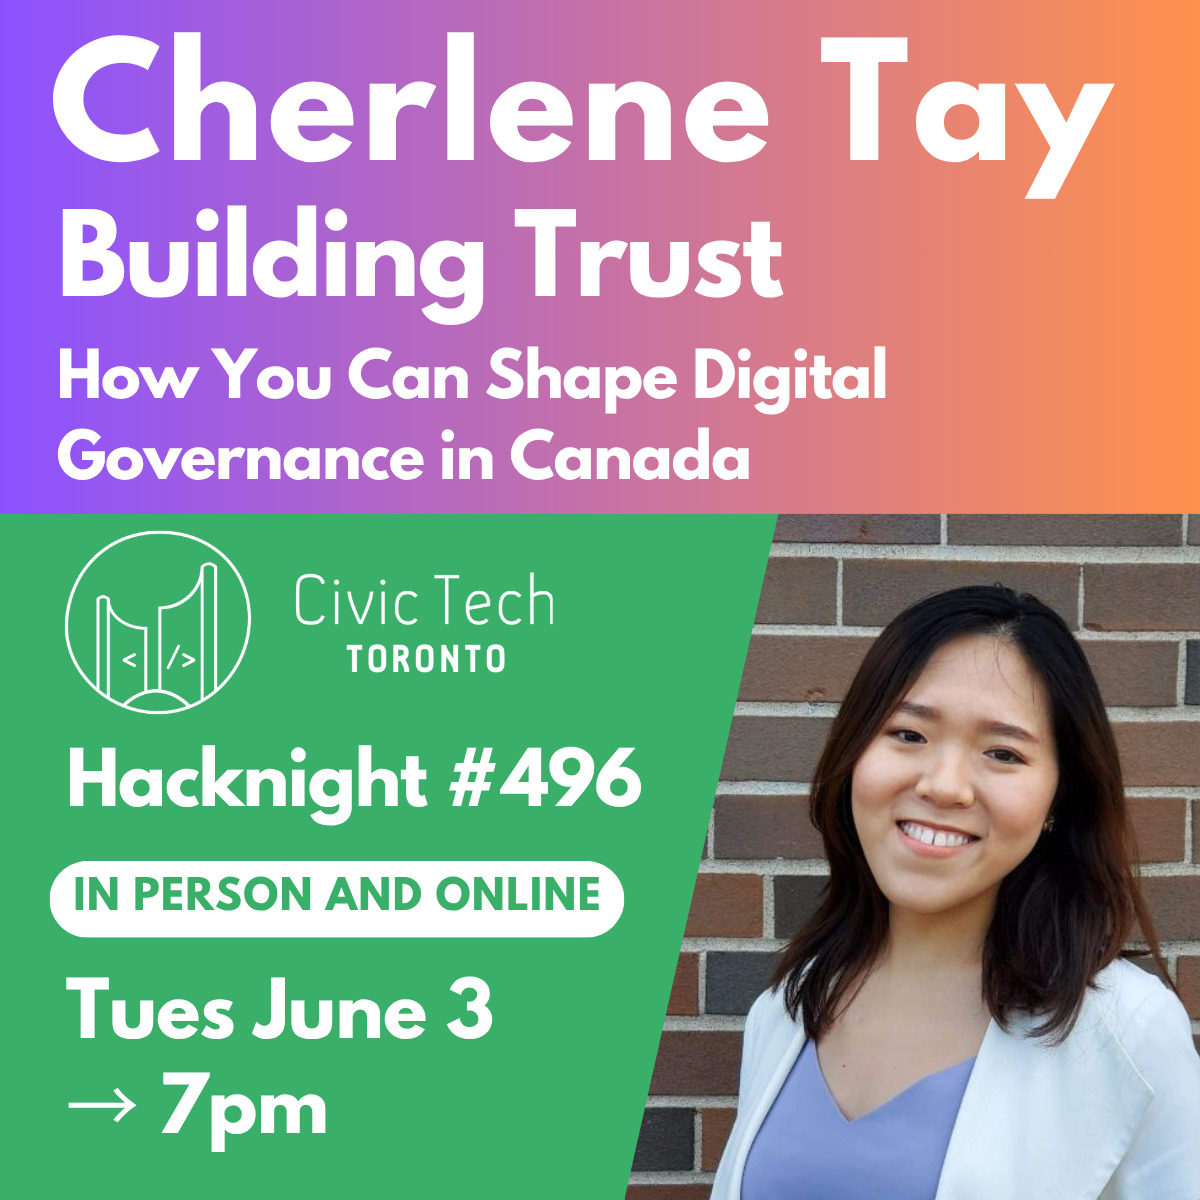 Cherlene Tay
Building Trust
How You Can Shape Digital
Governance in Canada
< />
Civic Tech
TORONTO
Hacknight #496
IN PERSON AND ONLINE
Tues June 3
→ 7pm